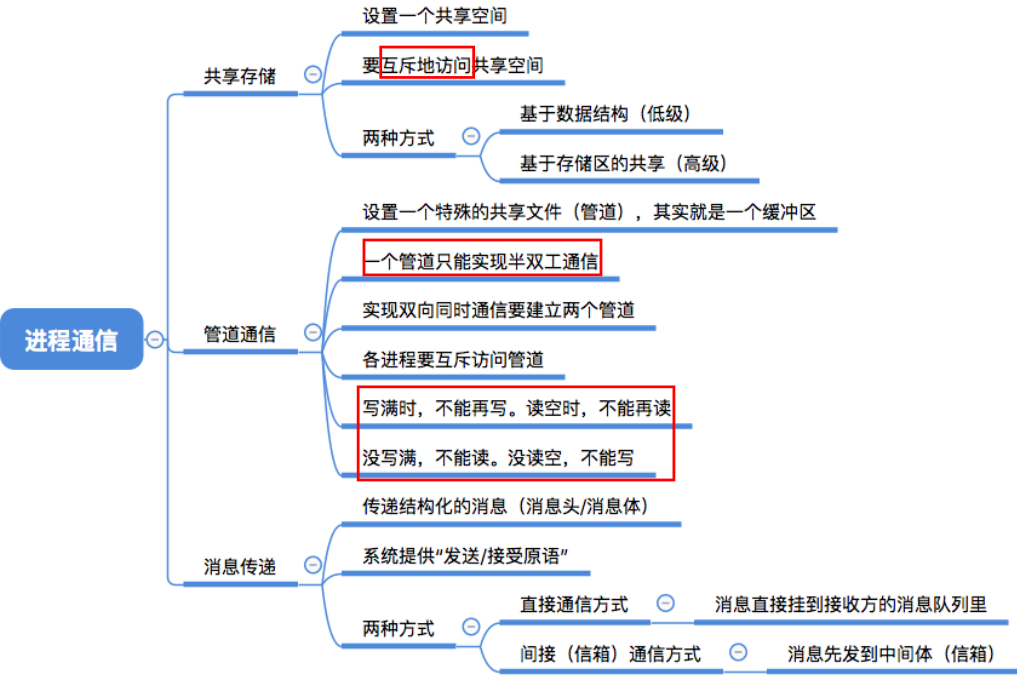 进程通信
共享存储
设置一个共享空间
要互斥地访问共享空间
两种方式
基于数据结构（低级）
基于存储区的共享（高级）
管道通信
设置一个特殊的共享文件（管道），其实就是一个缓冲区
一个管道只能实现半双工通信
实现双向同时通信要建立两个管道
各进程要互斥访问管道
写满时，不能再写。读空时，不能再读
没写满，不能读。没读空，不能写
消息传递
传递结构化的消息（消息头/消息体）
系统提供“发送/接受原语”
两种方式
直接通信方式
消息直接挂到接收方的消息队列里
间接（信箱）通信方式
消息先发到中间体（信箱）